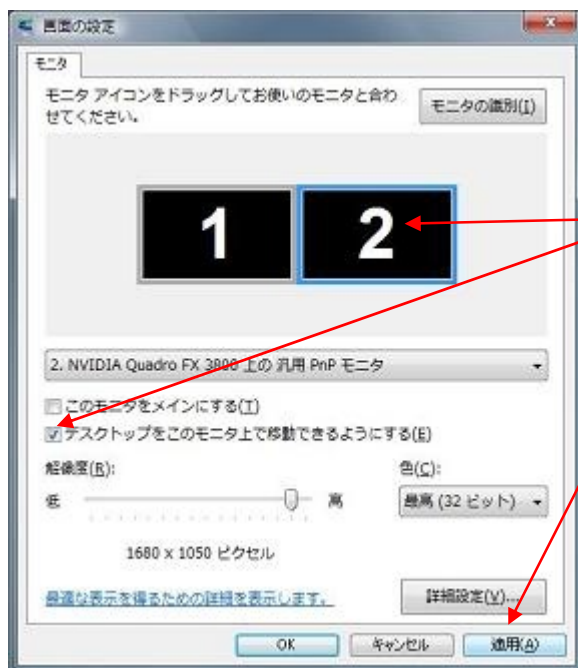 画面の設定
モニタ
モニタ アイコンをドラッグしてお使いのモニタと合わ
せてください。
モニタの識別(I)
1
2
2. NVIDIA Quadro FX 3800 上の 汎用 PnP モニタ
このモニタをメインにする(T)
デスクトップをこのモニタ上で移動できるようにする(E)
解像度(R):
色(C):
低
高
最高 (32 ビット)
1680 x 1050 ピクセル
最適な表示を得るための詳細を表示します。
詳細設定(V)...
OK
キャンセル
適用(A)